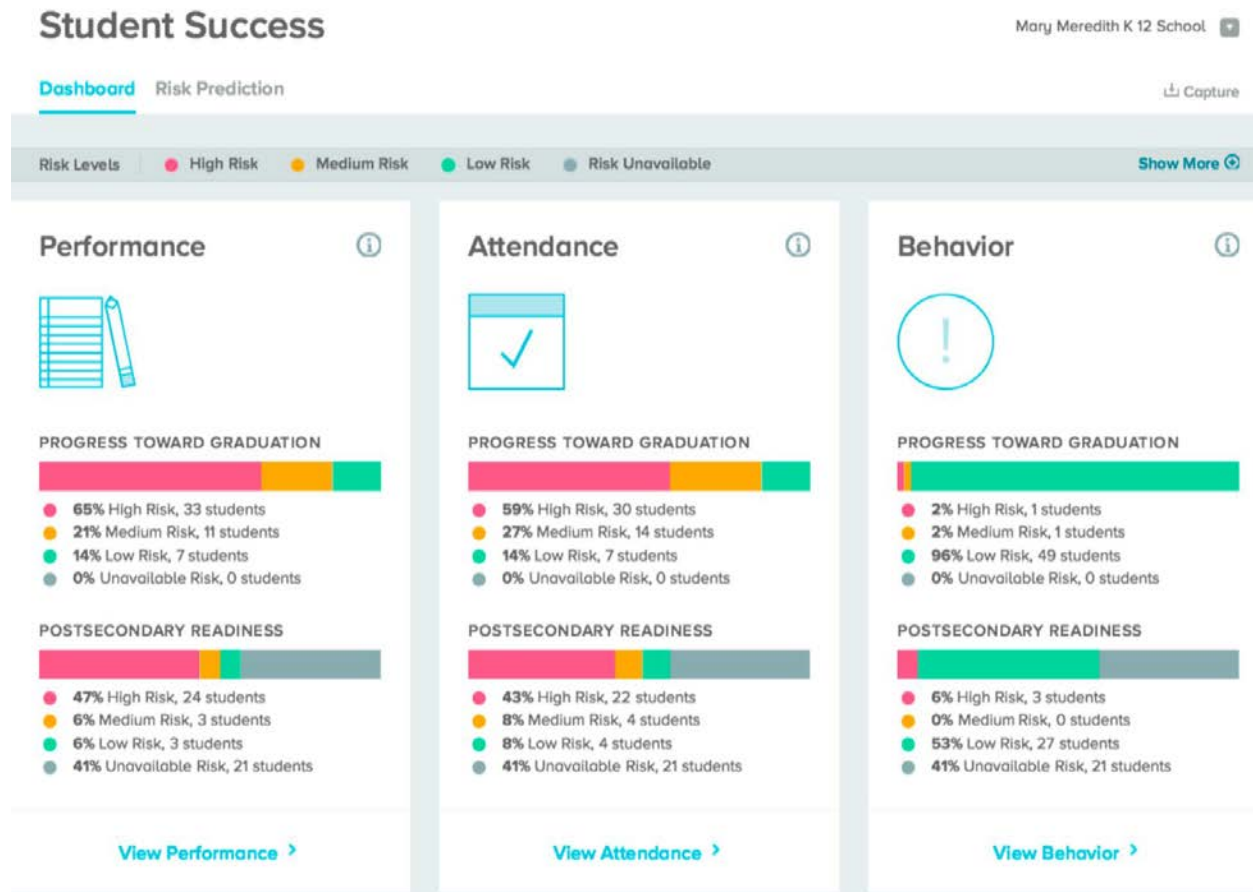 Student Success
Mary Meredith K 12 School
Dashboard
Risk Prediction
Capture
Risk Levels
High Risk
Medium Risk
Low Risk
Risk Unavailable
Show More
Performance
PROGRESS TOWARD GRADUATION
65% High Risk, 33 students
21% Medium Risk, 11 students
14% Low Risk, 7 students
0% Unavailable Risk, 0 students
POSTSECONDARY READINESS
47% High Risk, 24 students
6% Medium Risk, 3 students
6% Low Risk, 3 students
41% Unavailable Risk, 21 students
View Performance
Attendance
PROGRESS TOWARD GRADUATION
59% High Risk, 30 students
27% Medium Risk, 14 students
14% Low Risk, 7 students
0% Unavailable Risk, 0 students
POSTSECONDARY READINESS
43% High Risk, 22 students
8% Medium Risk, 4 students
8% Low Risk, 4 students
41% Unavailable Risk, 21 students
View Attendance
Behavior
PROGRESS TOWARD GRADUATION
2% High Risk, 1 students
2% Medium Risk, 1 students
96% Low Risk, 49 students
0% Unavailable Risk, 0 students
POSTSECONDARY READINESS
6% High Risk, 3 students
0% Medium Risk, 0 students
53% Low Risk, 27 students
41% Unavailable Risk, 21 students
View Behavior